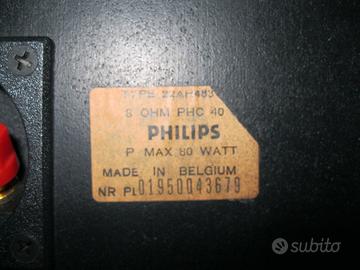 TYPE 22AH483
8 OHM PHC 40
PHILIPS
P MAX 80 WATT
MADE IN BELGIUM
NR PL01950043679
subito